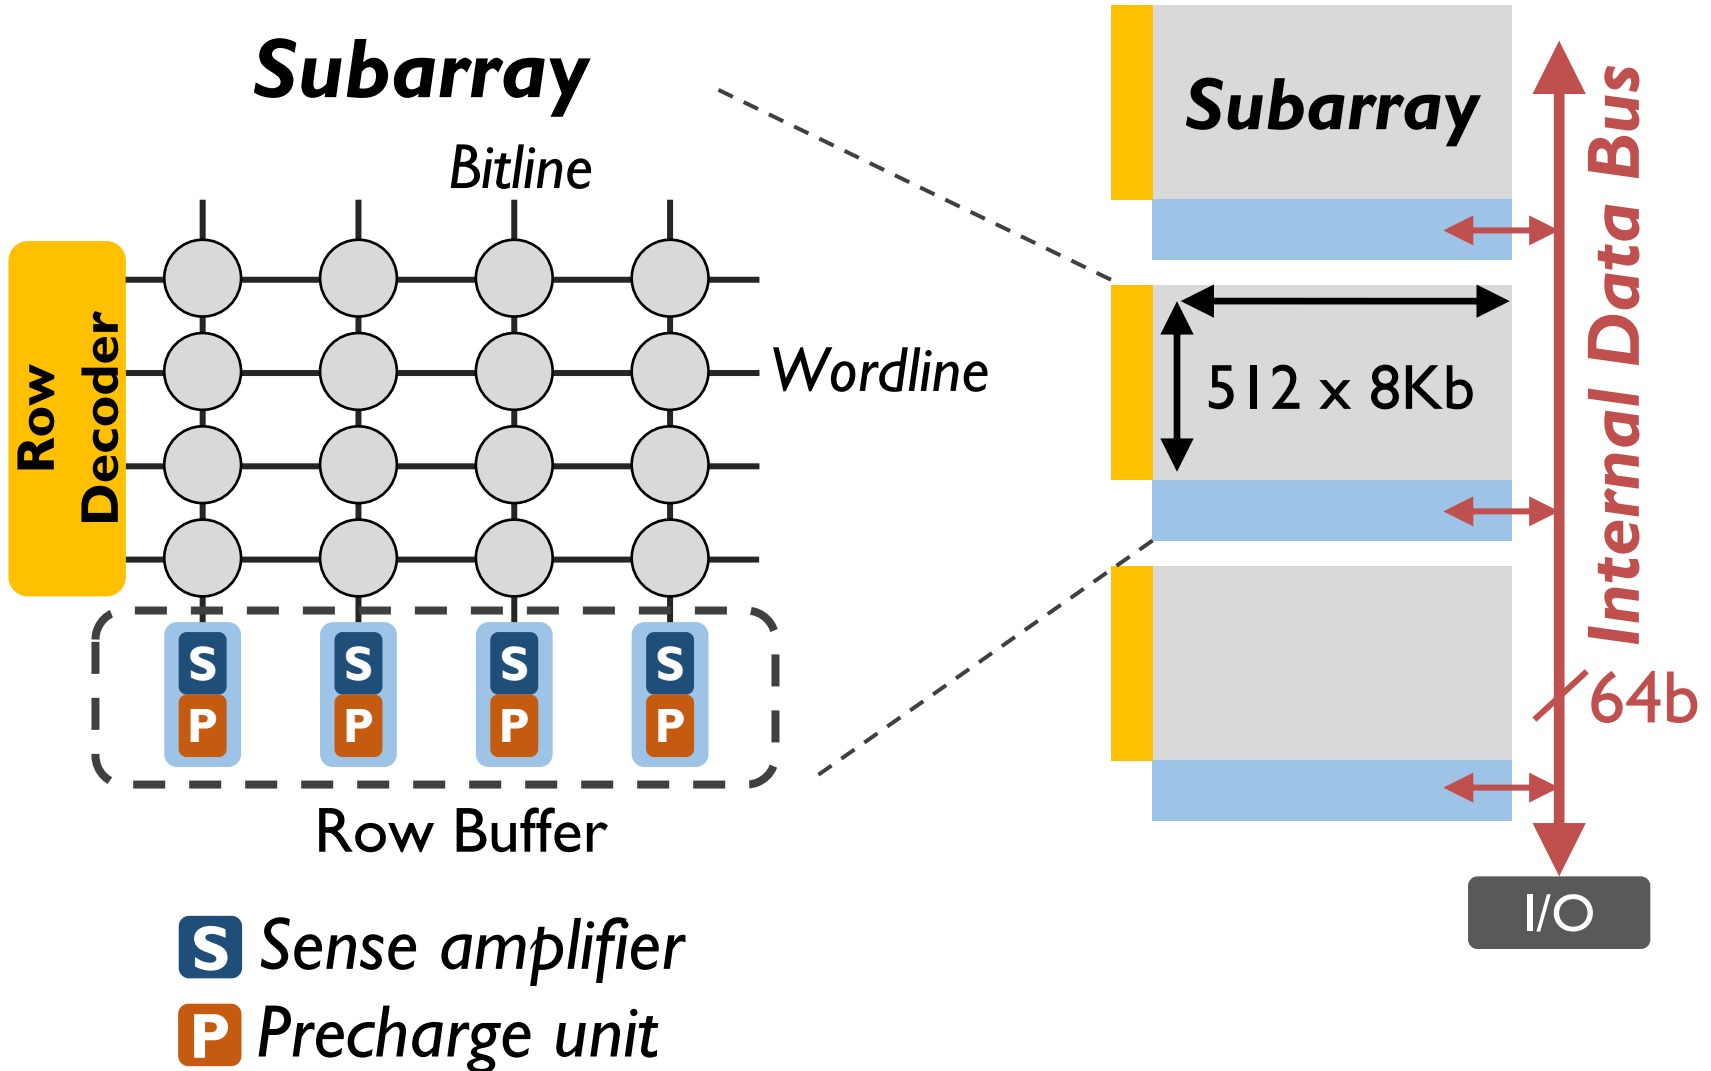 Subarray
Bitline
Row
Decoder
Wordline
S
P
S
P
S
P
S
P
Row Buffer
S Sense amplifier
P Precharge unit
Subarray
512 x 8Kb
Internal Data Bus
64b
I/O